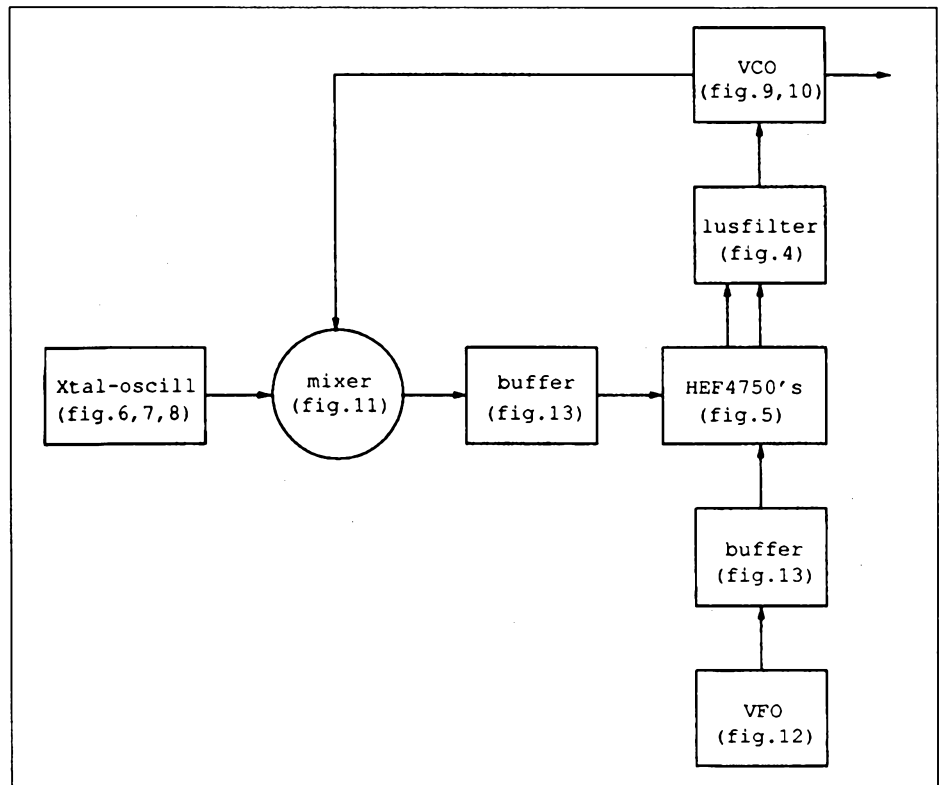 VCO
(fig.9,10)
lusfilter
(fig.4)
Xtal-oscill
(fig.6,7,8)
mixer
(fig.11)
buffer
(fig.13)
HEF4750's
(fig.5)
buffer
(fig.13)
VFO
(fig.12)